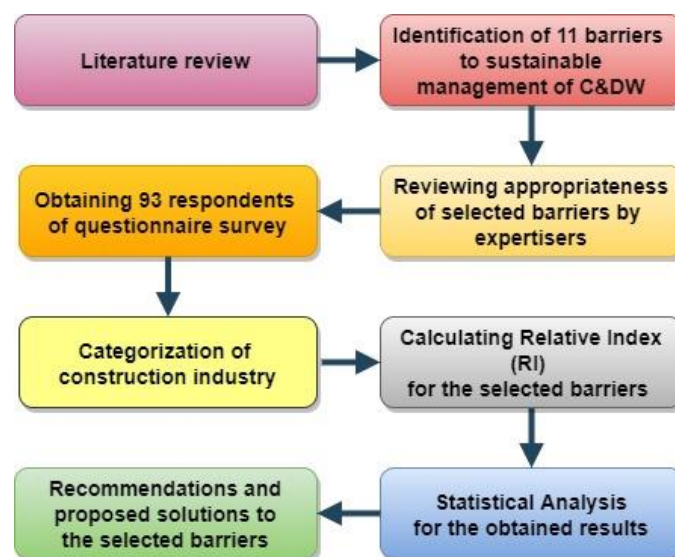 Literature review
Identification of 11 barriers
to sustainable
management of C&DW
Reviewing appropriateness
of selected barriers by
expertisers
Obtaining 93 respondents
of questionnaire survey
Categorization of
construction industry
Calculating Relative Index
(RI)
for the selected barriers
Statistical Analysis
for the obtained results
Recommendations and
proposed solutions to
the selected barriers